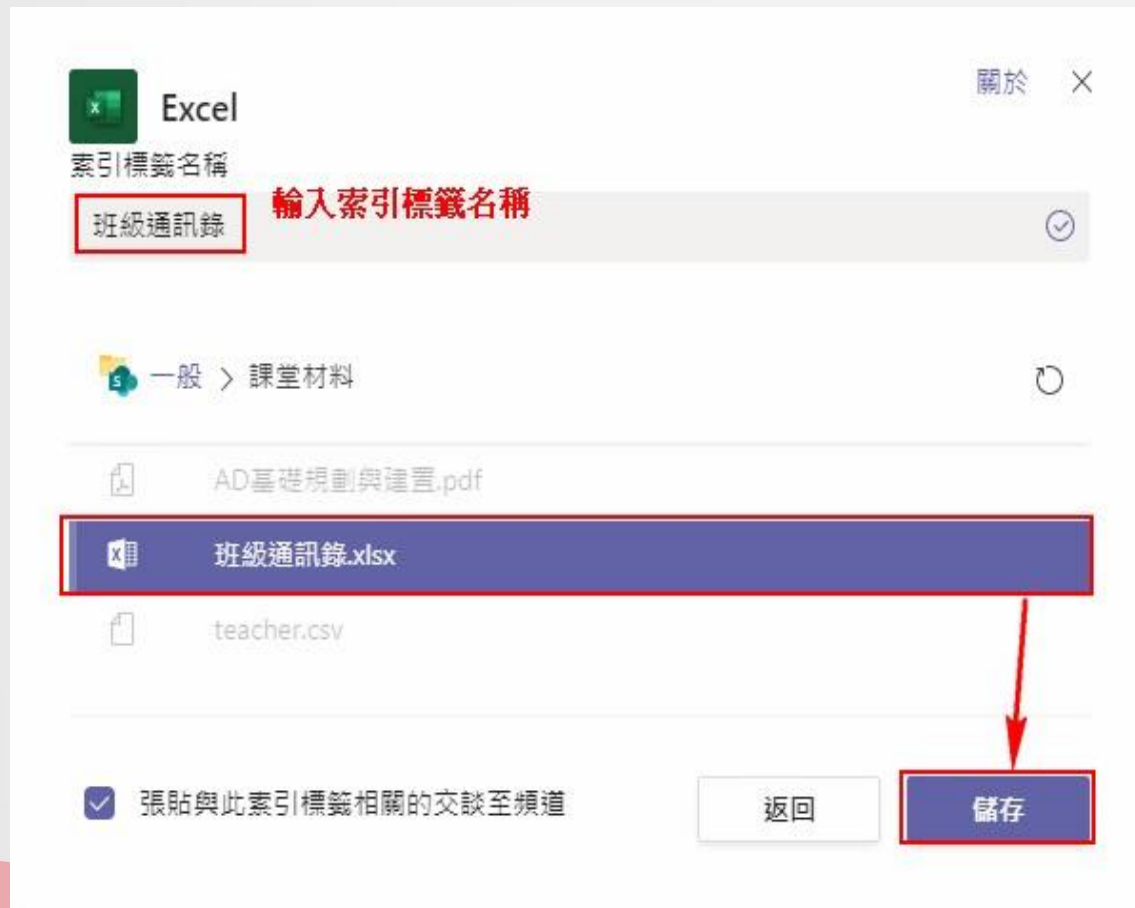 Excel
關於
索引標籤名稱
輸入索引標籤名稱
班級通訊錄
一般 > 課堂材料
AD基礎規劃與建置.pdf
班級通訊錄.xlsx
teacher.csv
張貼與此索引標籤相關的交談至頻道
返回
儲存